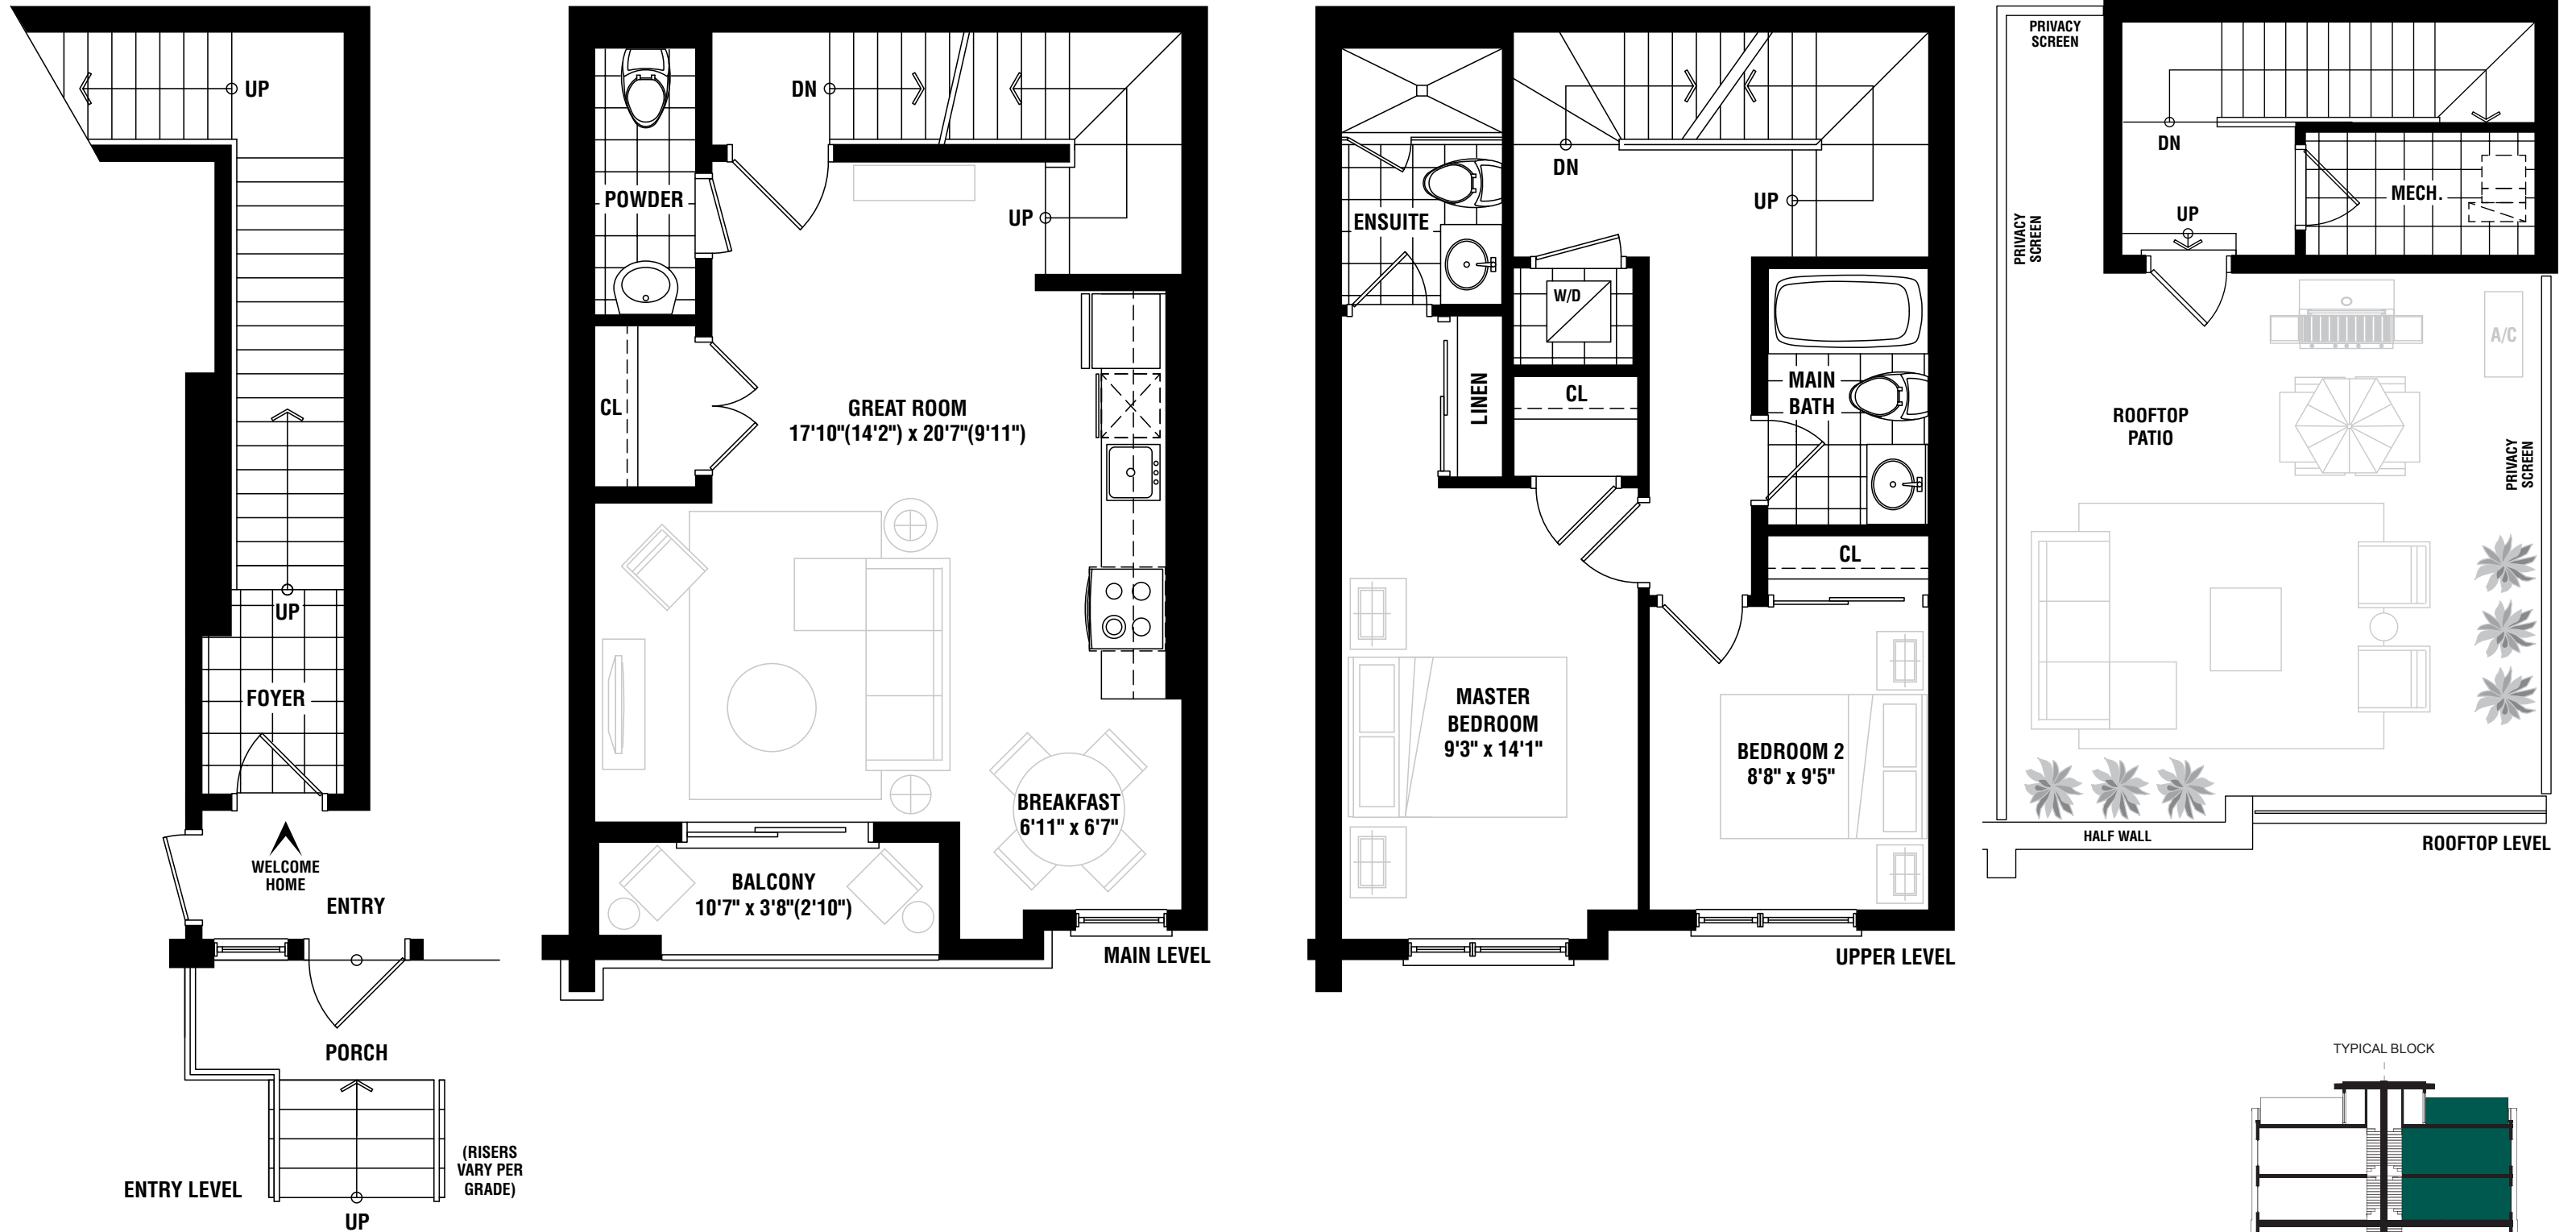 UP
UP
FOYER
WELCOME
HOME
ENTRY
PORCH
(RISERS
VARY PER
GRADE)
ENTRY LEVEL
UP
DN
POWDER
UP
CL
GREAT ROOM
17'10"(14'2") x 20'7"(9'11")
BREAKFAST
6'11" x 6'7"
BALCONY
10'7" x 3'8"(2'10")
MAIN LEVEL
DN
UP
ENSUITE
W/D
LINEN
CL
MAIN
BATH
CL
MASTER
BEDROOM
9'3" x 14'1"
BEDROOM 2
8'8" x 9'5"
UPPER LEVEL
PRIVACY
SCREEN
DN
MECH.
UP
PRIVACY
SCREEN
A/C
ROOFTOP
PATIO
PRIVACY
SCREEN
HALF WALL
ROOFTOP LEVEL
TYPICAL BLOCK